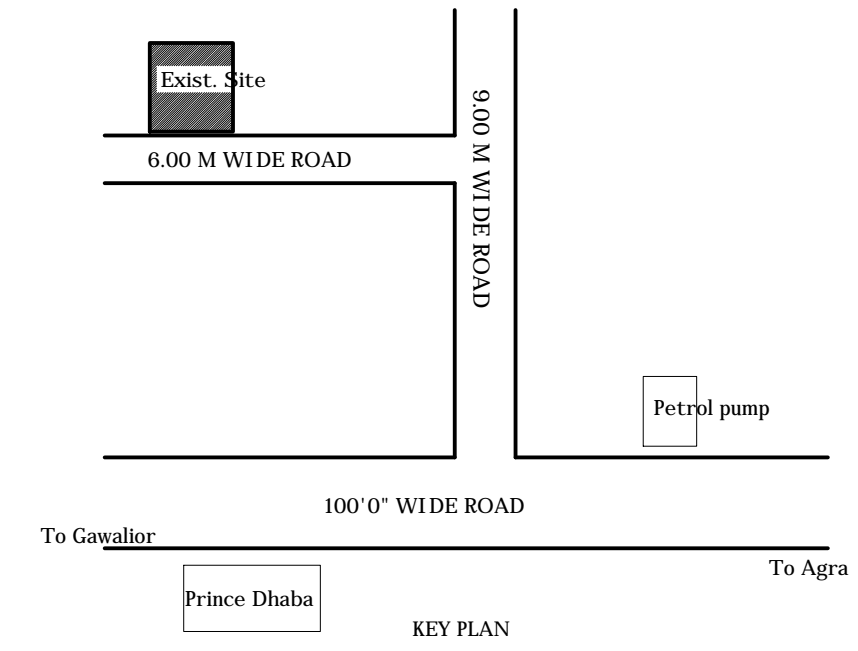 Exist. Site
6.00 M WIDE ROAD
9.00 M WIDE ROAD
Petrol pump
100'0" WIDE ROAD
To Gawalior
To Agra
Prince Dhaba
KEY PLAN